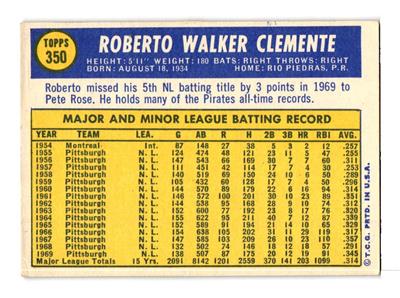 TOPPS
350
ROBERTO WALKER CLEMENTE
HEIGHT: 5'11" WEIGHT: 180 BATS: RIGHT THROWS: RIGHT
BORN: AUGUST 18, 1934 HOME: RIO PIEDRAS, P.R.
Roberto missed his 5th NL batting title by 3 points in 1969 to
Pete Rose. He holds many of the Pirates all-time records.
MAJOR AND MINOR LEAGUE BATTING RECORD
YEAR TEAM LEA. G AB R H 2B 3B HR RBI AVG.
1954 Montreal Int. 87 148 27 38 5 3 2 12 .257
1955 Pittsburgh N.L. 124 474 48 121 23 11 5 47 .255
1956 Pittsburgh N.L. 147 543 66 169 30 7 7 60 .311
1957 Pittsburgh N.L. 111 451 42 114 17 7 4 30 .253
1958 Pittsburgh N.L. 140 519 69 150 24 10 6 50 .289
1959 Pittsburgh N.L. 105 432 60 128 17 7 4 50 .296
1960 Pittsburgh N.L. 144 570 89 179 22 6 16 94 .314
1961 Pittsburgh N.L. 146 572 100 201 30 10 23 89 .351
1962 Pittsburgh N.L. 144 538 95 168 28 9 10 74 .312
1963 Pittsburgh N.L. 152 600 77 192 23 8 17 76 .320
1964 Pittsburgh N.L. 155 622 95 211 40 7 12 87 .339
1965 Pittsburgh N.L. 152 589 91 194 21 14 10 65 .329
1966 Pittsburgh N.L. 154 638 105 202 31 11 29 119 .317
1967 Pittsburgh N.L. 147 585 103 209 26 10 23 110 .357
1968 Pittsburgh N.L. 132 502 74 146 18 12 18 57 .291
1969 Pittsburgh N.L. 138 507 87 175 20 12 19 91 .345
Major League Totals 15 Yrs. 2091 8142 1201 2559 370 141 203 1099 .314
© T.C.G. PRTD. IN U.S.A.